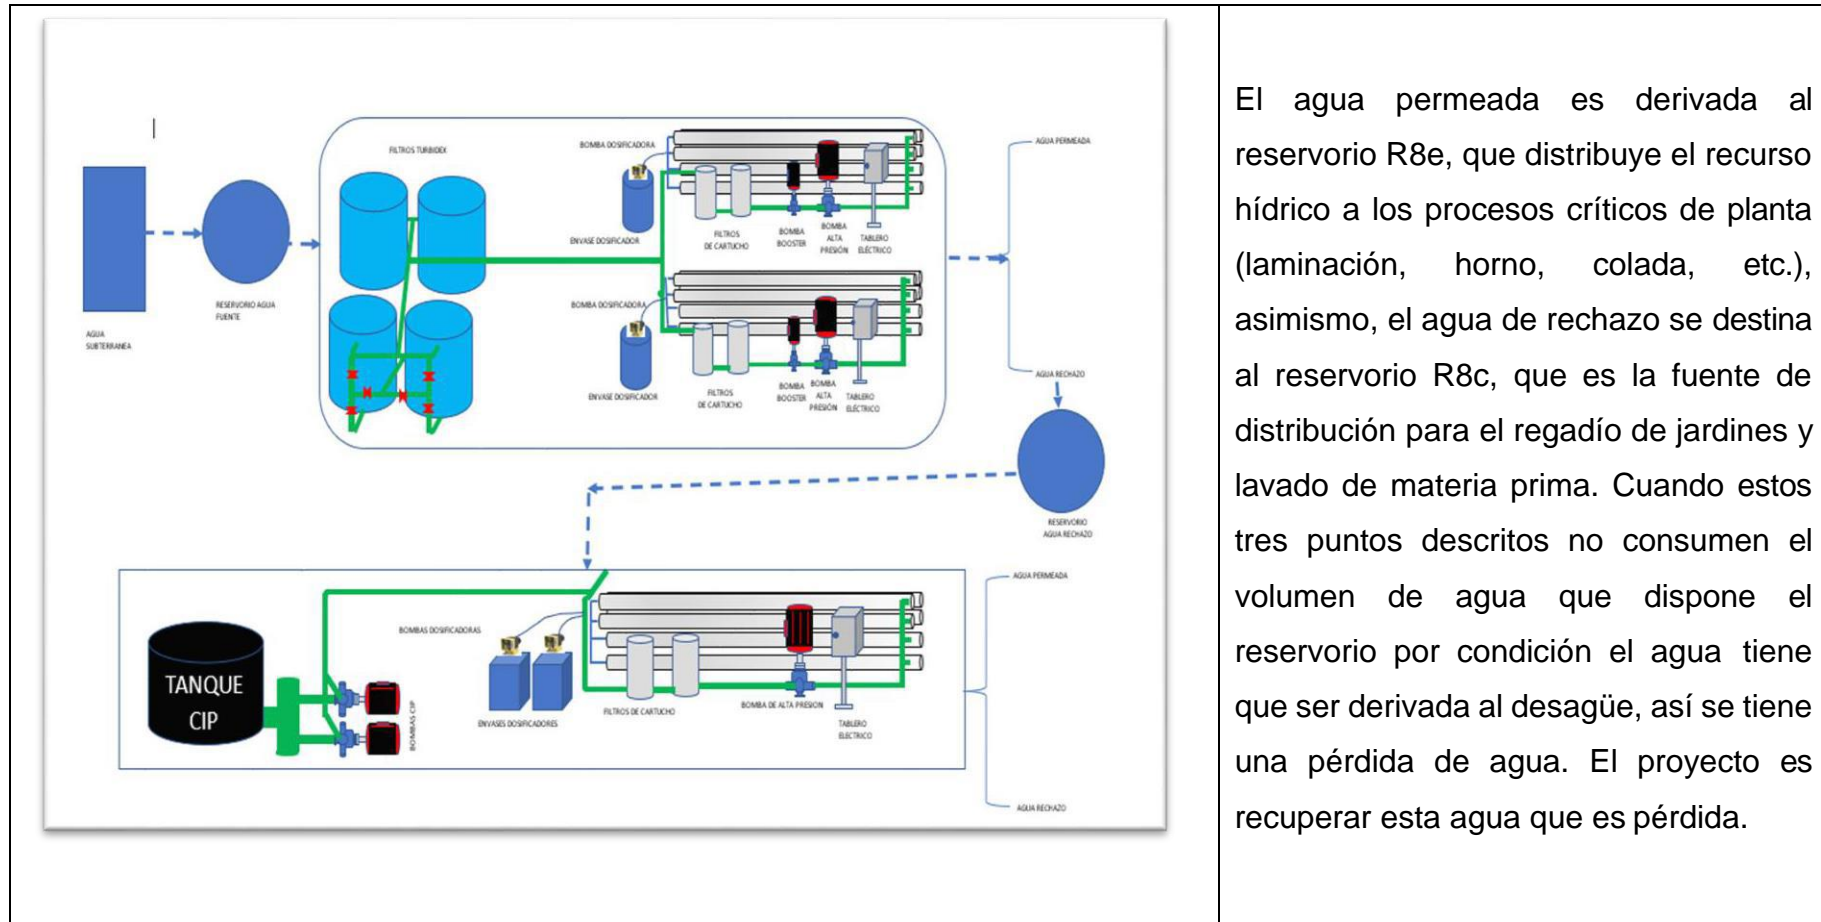 FILTROS TURBIDEX
BOMBA DOSIFICADORA
AGUA PERMEADA
ENVASE DOSIFICADOR
FILTROS
DE CARTUCHO
BOMBA
BOOSTER
BOMBA
ALTA
PRESIÓN
TABLERO
ELÉCTRICO
RESERVORIO AGUA
FUENTE
AGUA
SUBTERRANEA
BOMBA DOSIFICADORA
ENVASE DOSIFICADOR
FILTROS
DE CARTUCHO
BOMBA
BOOSTER
BOMBA
ALTA
PRESIÓN
TABLERO
ELÉCTRICO
AGUA RECHAZO
RESERVORIO
AGUA RECHAZO
AGUA PERMEADA
BOMBAS DOSIFICADORAS
TANQUE
CIP
BOMBAS CIP
ENVASES DOSIFICADORES
FILTROS DE CARTUCHO
BOMBA DE ALTA PRESION
TABLERO
ELECTRICO
AGUA RECHAZO
El agua permeada es derivada al
reservorio R8e, que distribuye el recurso
hídrico a los procesos críticos de planta
(laminación, horno, colada, etc.),
asimismo, el agua de rechazo se destina
al reservorio R8c, que es la fuente de
distribución para el regadío de jardines y
lavado de materia prima. Cuando estos
tres puntos descritos no consumen el
volumen de agua que dispone el
reservorio por condición el agua tiene
que ser derivada al desagüe, así se tiene
una pérdida de agua. El proyecto es
recuperar esta agua que es pérdida.